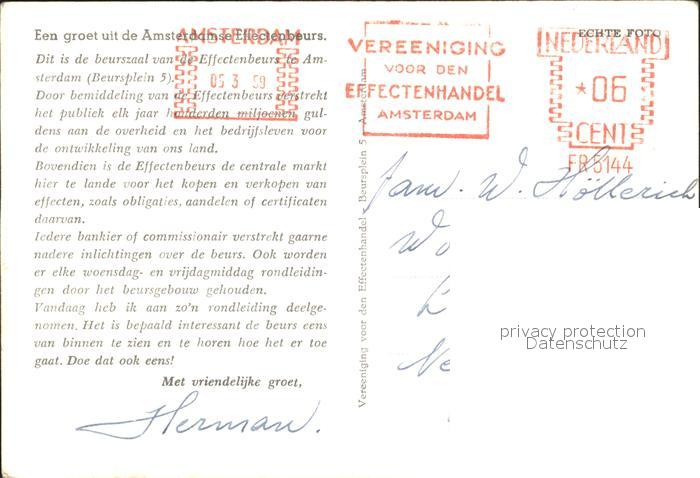 Een groet uit de Amsterdamse Effectenbeurs.
Dit is de beurszaal van de Effectenbeurs te Am-
sterdam (Beursplein 5).
Door bemiddeling van de Effectenbeurs verstrekt
het publiek elk jaar honderden miljoenen gul-
dens aan de overheid en het bedrijfsleven voor
de ontwikkeling van ons land.
Bovendien is de Effectenbeurs de centrale markt
hier te lande voor het kopen en verkopen van
effecten, zoals obligaties, aandelen of certificaten
daarvan.
Iedere bankier of commissionair verstrekt gaarne
nadere inlichtingen over de beurs. Ook worden
er elke woensdag- en vrijdagmiddag rondleidin-
gen door het beursgebouw gehouden.
Vandaag heb ik aan zo'n rondleiding deelge-
nomen. Het is bepaald interessant de beurs eens
van binnen te zien en te horen hoe het er toe
gaat. Doe dat ook eens!
Met vriendelijke groet,
Herman.
AMSTERDAM
05 3 59
Vereeniging voor den Effectenhandel - Beursplein 5 - Amsterdam
VEREENIGING
VOOR DEN
EFFECTENHANDEL
AMSTERDAM
ECHTE FOTO
NEDERLAND
*06
CENT
FR 5144
Fam. W. Höllerich
Wo
Ne
privacy protection
Datenschutz